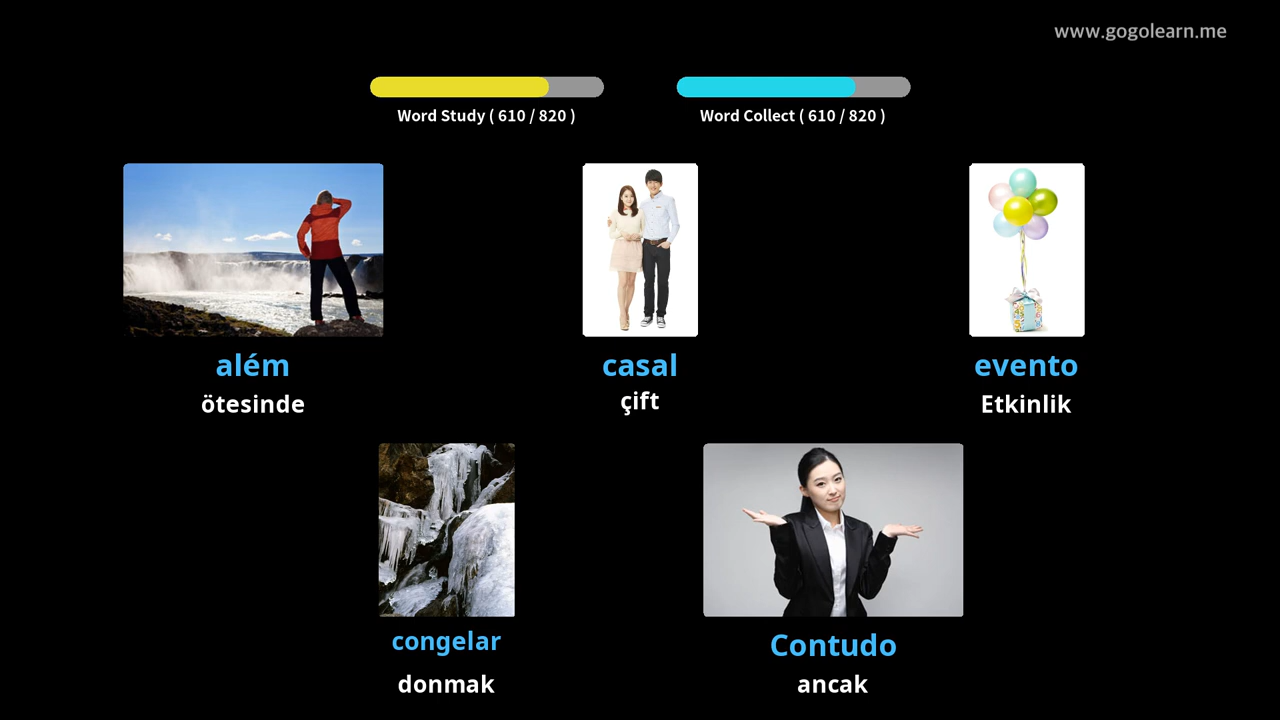 www.gogolearn.me
Word Study ( 610 / 820 )
Word Collect ( 610 / 820 )
além
ötesinde
casal
çift
evento
Etkinlik
congelar
donmak
Contudo
ancak